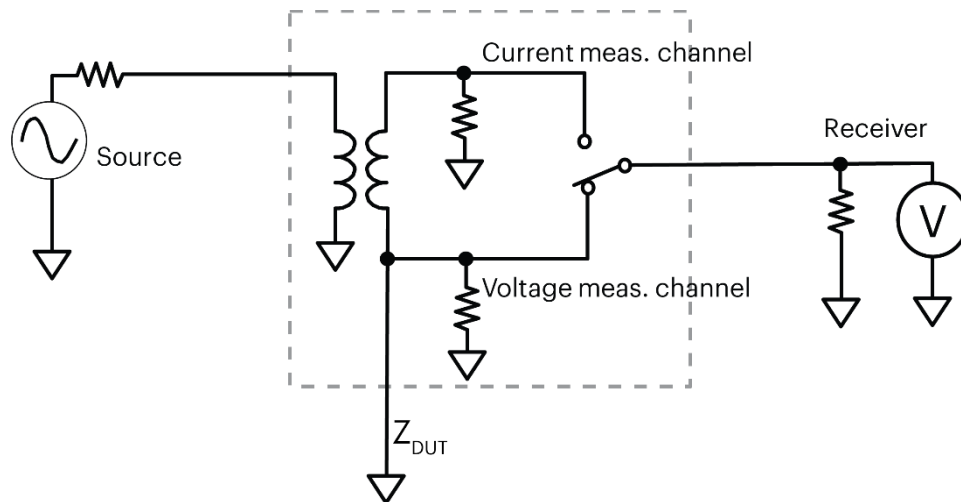 Current meas. channel
Source
Receiver
V
Voltage meas. channel
Z_DUT